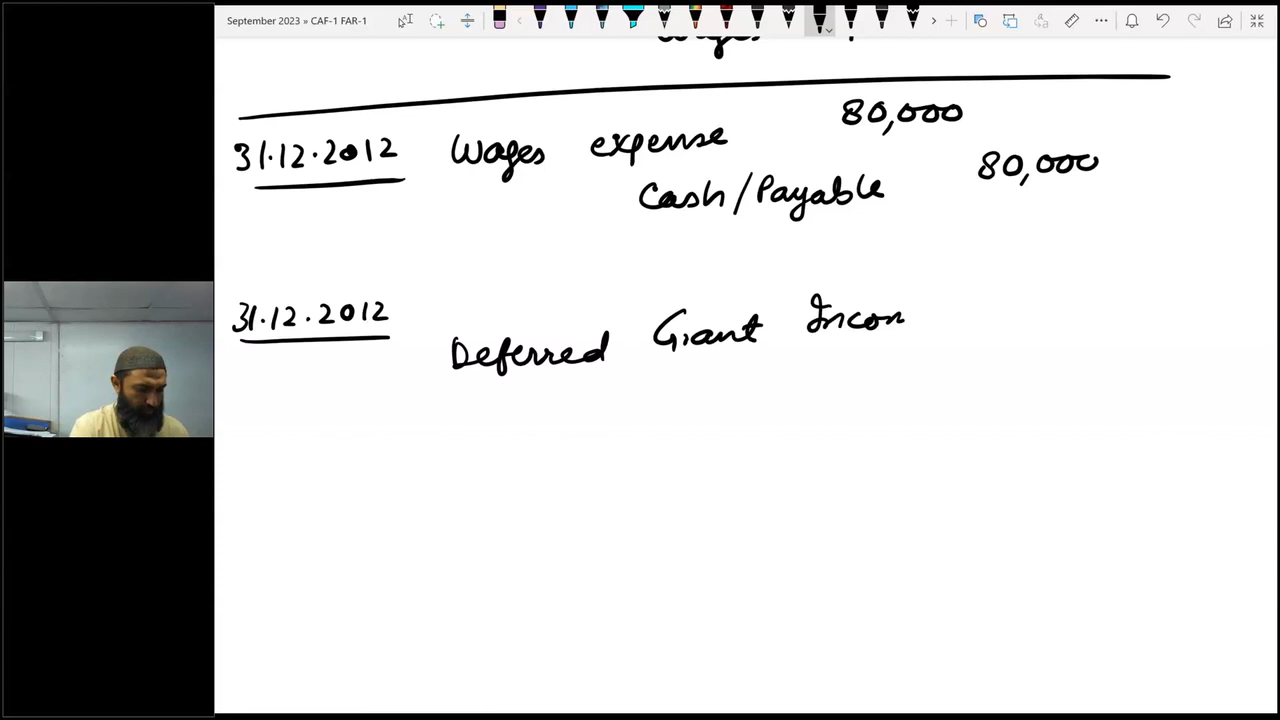 September 2023 » CAF-1 FAR-1
Wages
31.12.2012 Wages expense 80,000
Cash/Payable 80,000
31.12.2012
Deferred Grant Incom